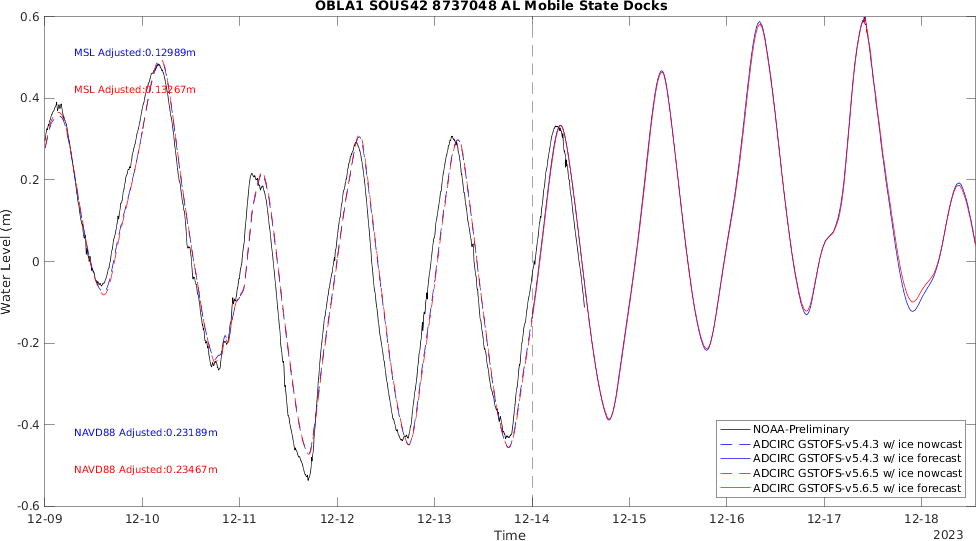 OBLA1 SOUS42 8737048 AL Mobile State Docks
0.6
MSL Adjusted:0.12989m
MSL Adjusted:0.13267m
0.4
0.2
0
-0.2
-0.4
-0.6
Water Level (m)
NAVD88 Adjusted:0.23189m
NAVD88 Adjusted:0.23467m
NOAA-Preliminary
ADCIRC GSTOFS-v5.4.3 w/ ice nowcast
ADCIRC GSTOFS-v5.4.3 w/ ice forecast
ADCIRC GSTOFS-v5.6.5 w/ ice nowcast
ADCIRC GSTOFS-v5.6.5 w/ ice forecast
12-09 12-10 12-11 12-12 12-13 12-14 12-15 12-16 12-17 12-18
Time
2023